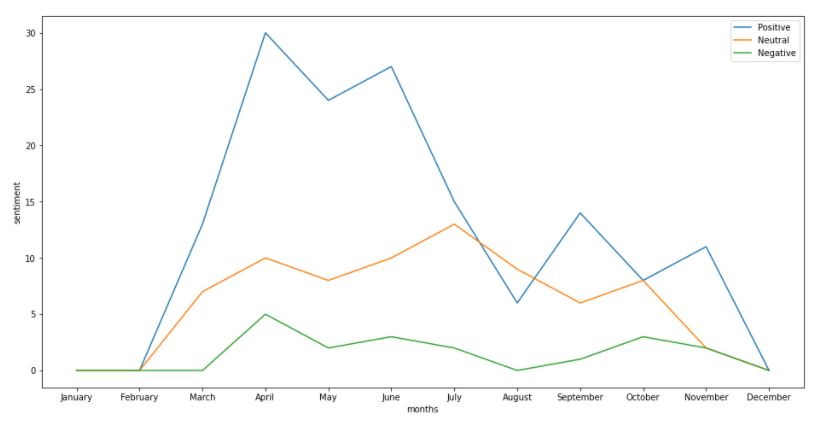 30
25
20
15
10
5
0
sentiment
Positive
Neutral
Negative
January February March April May June July August September October November December
months